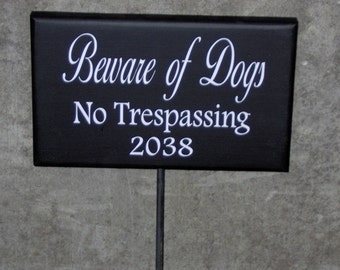 Beware of Dogs
No Trespassing
2038